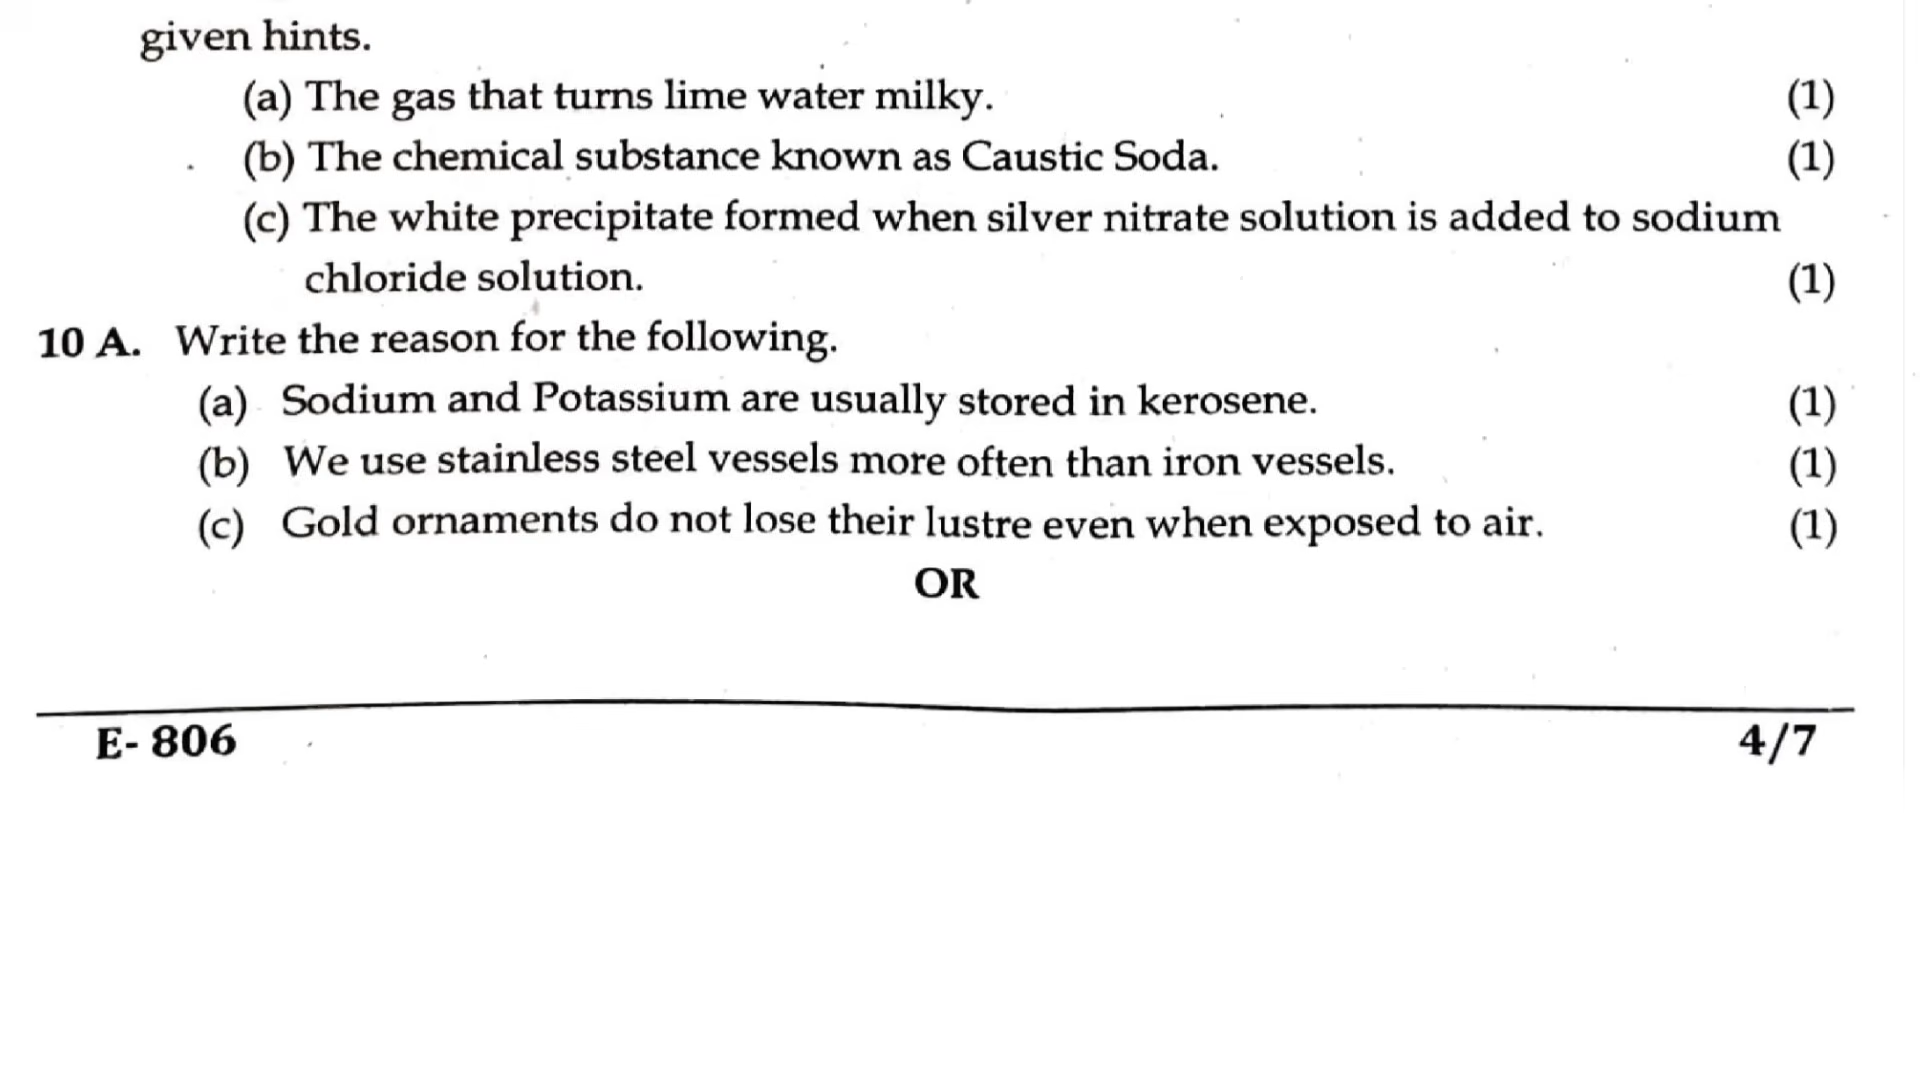 given hints.
(a) The gas that turns lime water milky. (1)
(b) The chemical substance known as Caustic Soda. (1)
(c) The white precipitate formed when silver nitrate solution is added to sodium
chloride solution. (1)
10 A. Write the reason for the following.
(a) Sodium and Potassium are usually stored in kerosene. (1)
(b) We use stainless steel vessels more often than iron vessels. (1)
(c) Gold ornaments do not lose their lustre even when exposed to air. (1)
OR
E- 806 4/7